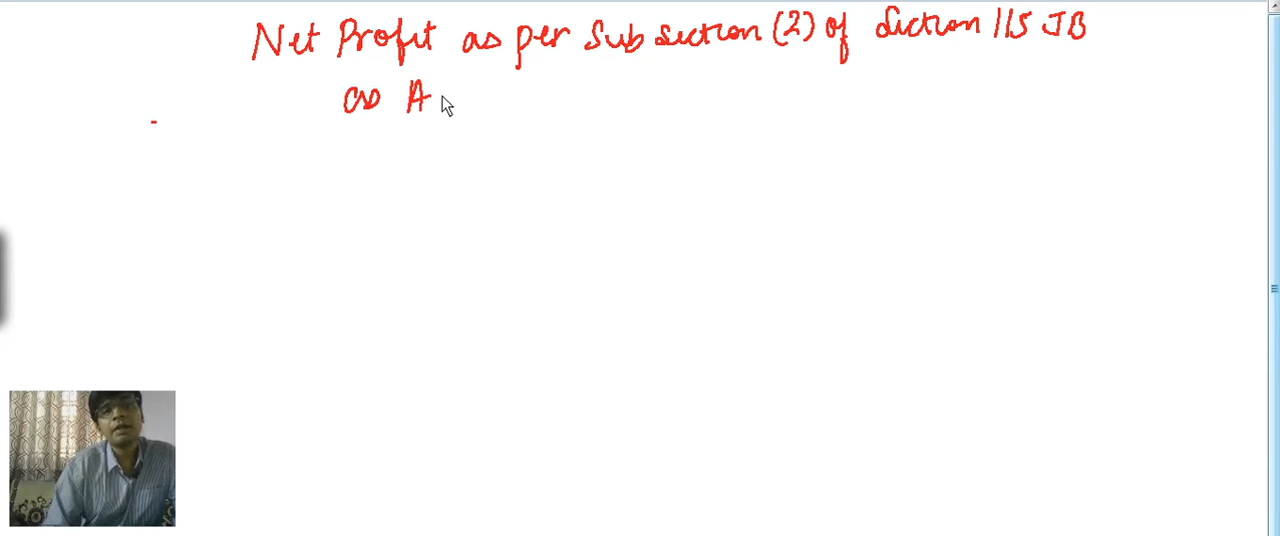 Net Profit as per Sub section (2) of Section 115 JB
as A